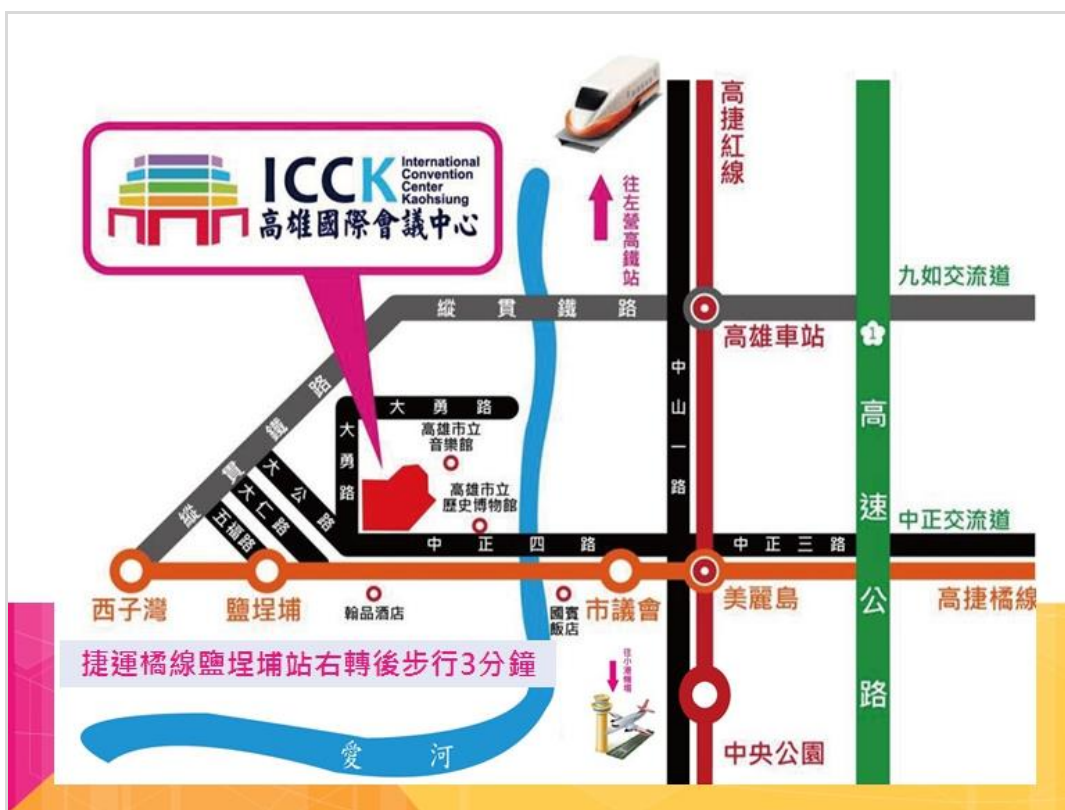 ICCK
International
Convention
Center
Kaohsiung
高雄國際會議中心
往左營高鐵站
高捷紅線
九如交流道
縱貫鐵路
高雄車站
1
高速公路
中山一路
縱貫鐵路
大勇路
大勇路
高雄市立
音樂館
高雄市立
歷史博物館
大公路
大仁路
五福路
中正四路
中正三路
中正交流道
西子灣
鹽埕埔
翰品酒店
國賓
飯店
市議會
美麗島
高捷橘線
捷運橘線鹽埕埔站右轉後步行3分鐘
往小港機場
愛河
中央公園